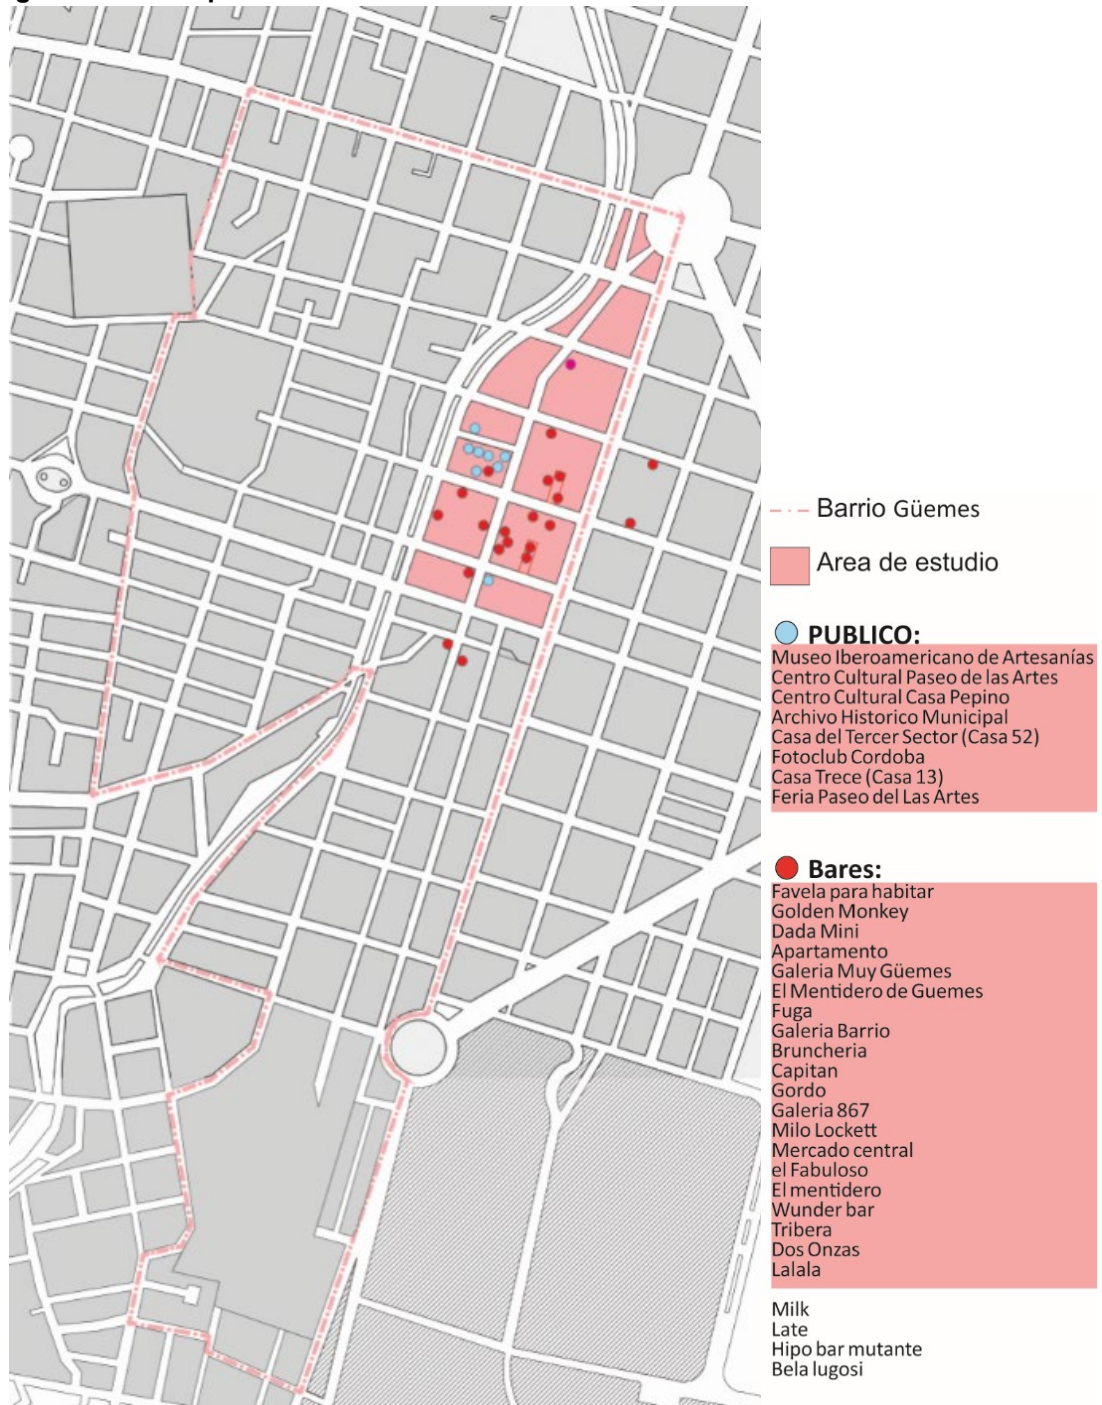 Barrio Güemes
Area de estudio
PUBLICO:
Museo Iberoamericano de Artesanías
Centro Cultural Paseo de las Artes
Centro Cultural Casa Pepino
Archivo Historico Municipal
Casa del Tercer Sector (Casa 52)
Fotoclub Cordoba
Casa Trece (Casa 13)
Feria Paseo del Las Artes
Bares:
Favela para habitar
Golden Monkey
Dada Mini
Apartamento
Galeria Muy Güemes
El Mentidero de Guemes
Fuga
Galeria Barrio
Bruncheria
Capitan
Gordo
Galeria 867
Milo Lockett
Mercado central
el Fabuloso
El mentidero
Wunder bar
Tribera
Dos Onzas
Lalala
Milk
Late
Hipo bar mutante
Bela lugosi